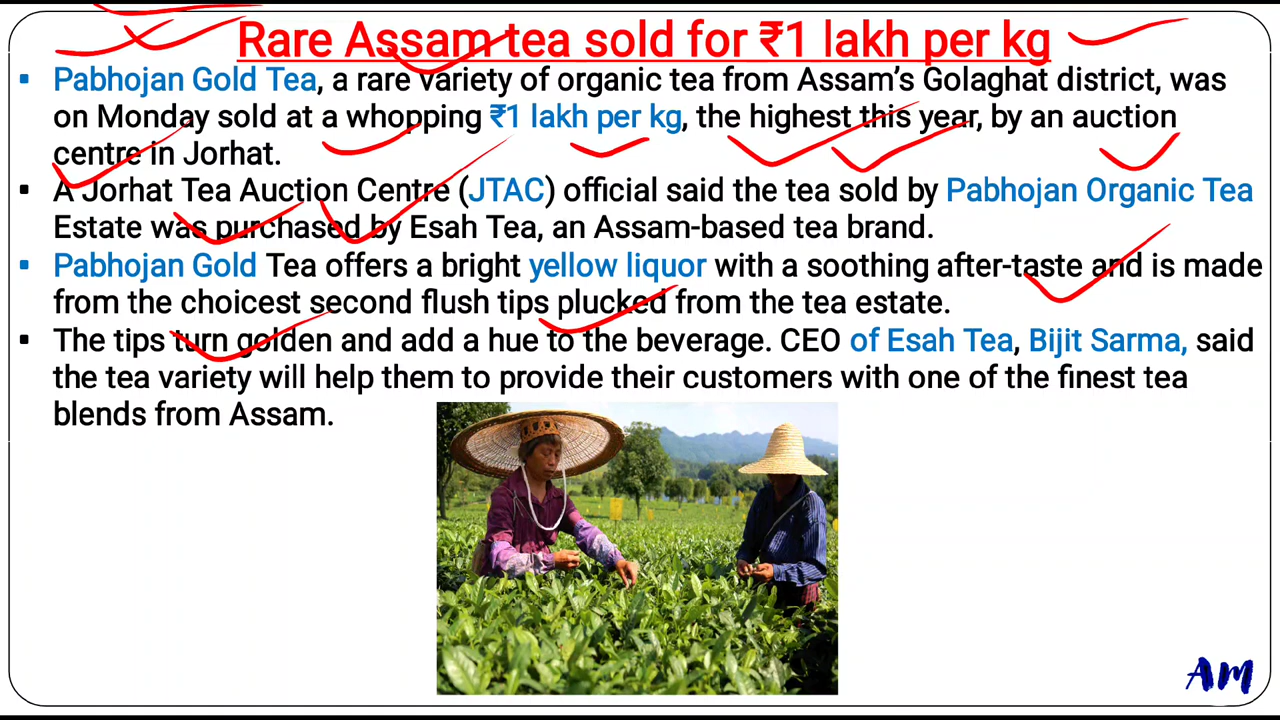 Rare Assam tea sold for ₹1 lakh per kg
▪ Pabhojan Gold Tea, a rare variety of organic tea from Assam's Golaghat district, was
on Monday sold at a whopping ₹1 lakh per kg, the highest this year, by an auction
centre in Jorhat.
▪ A Jorhat Tea Auction Centre (JTAC) official said the tea sold by Pabhojan Organic Tea
Estate was purchased by Esah Tea, an Assam-based tea brand.
▪ Pabhojan Gold Tea offers a bright yellow liquor with a soothing after-taste and is made
from the choicest second flush tips plucked from the tea estate.
▪ The tips turn golden and add a hue to the beverage. CEO of Esah Tea, Bijit Sarma, said
the tea variety will help them to provide their customers with one of the finest tea
blends from Assam.
AM